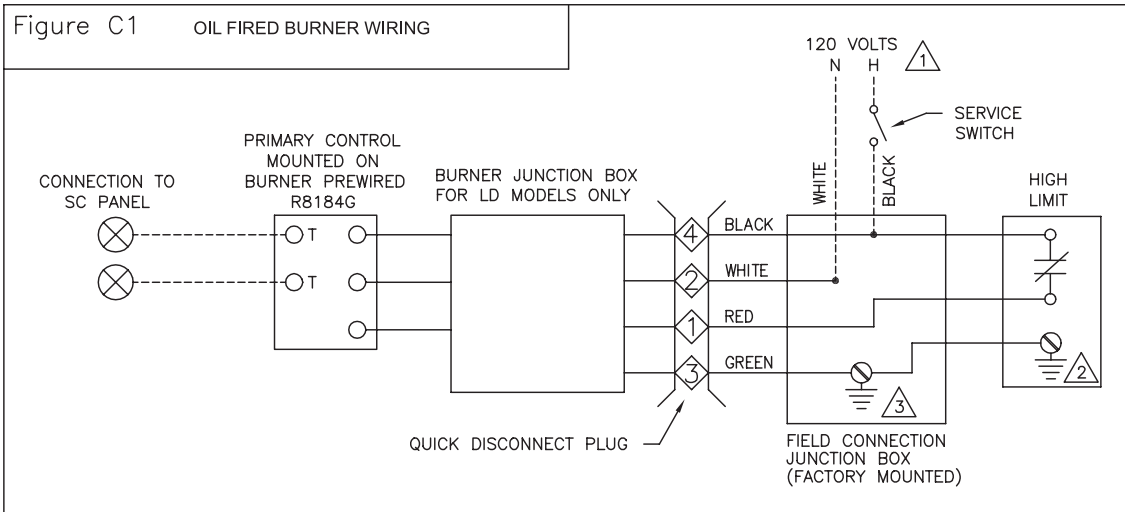 Figure C1
OIL FIRED BURNER WIRING
120 VOLTS
N H
1
SERVICE
SWITCH
WHITE
BLACK
CONNECTION TO
SC PANEL
PRIMARY CONTROL
MOUNTED ON
BURNER PREWIRED
R8184G
BURNER JUNCTION BOX
FOR LD MODELS ONLY
HIGH
LIMIT
T
T
4 BLACK
2 WHITE
1 RED
3 GREEN
2
3
QUICK DISCONNECT PLUG
FIELD CONNECTION
JUNCTION BOX
(FACTORY MOUNTED)